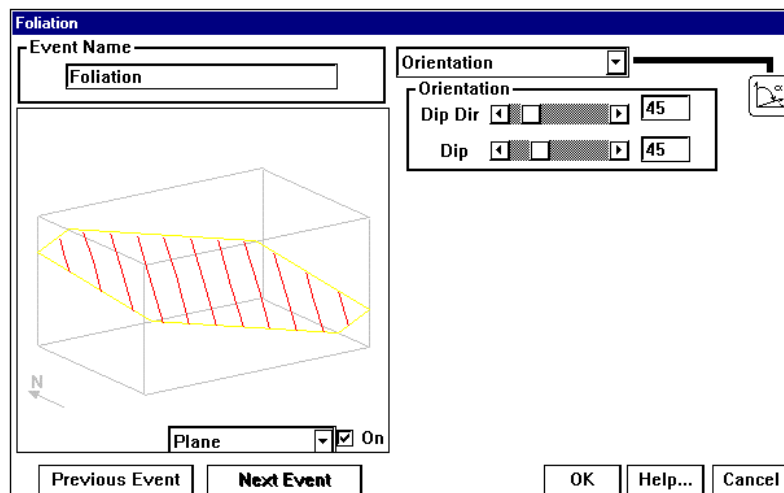 Foliation
Event Name
Foliation
Orientation
Orientation
Dip Dir 45
Dip 45
α
N
Plane On
Previous Event Next Event OK Help... Cancel